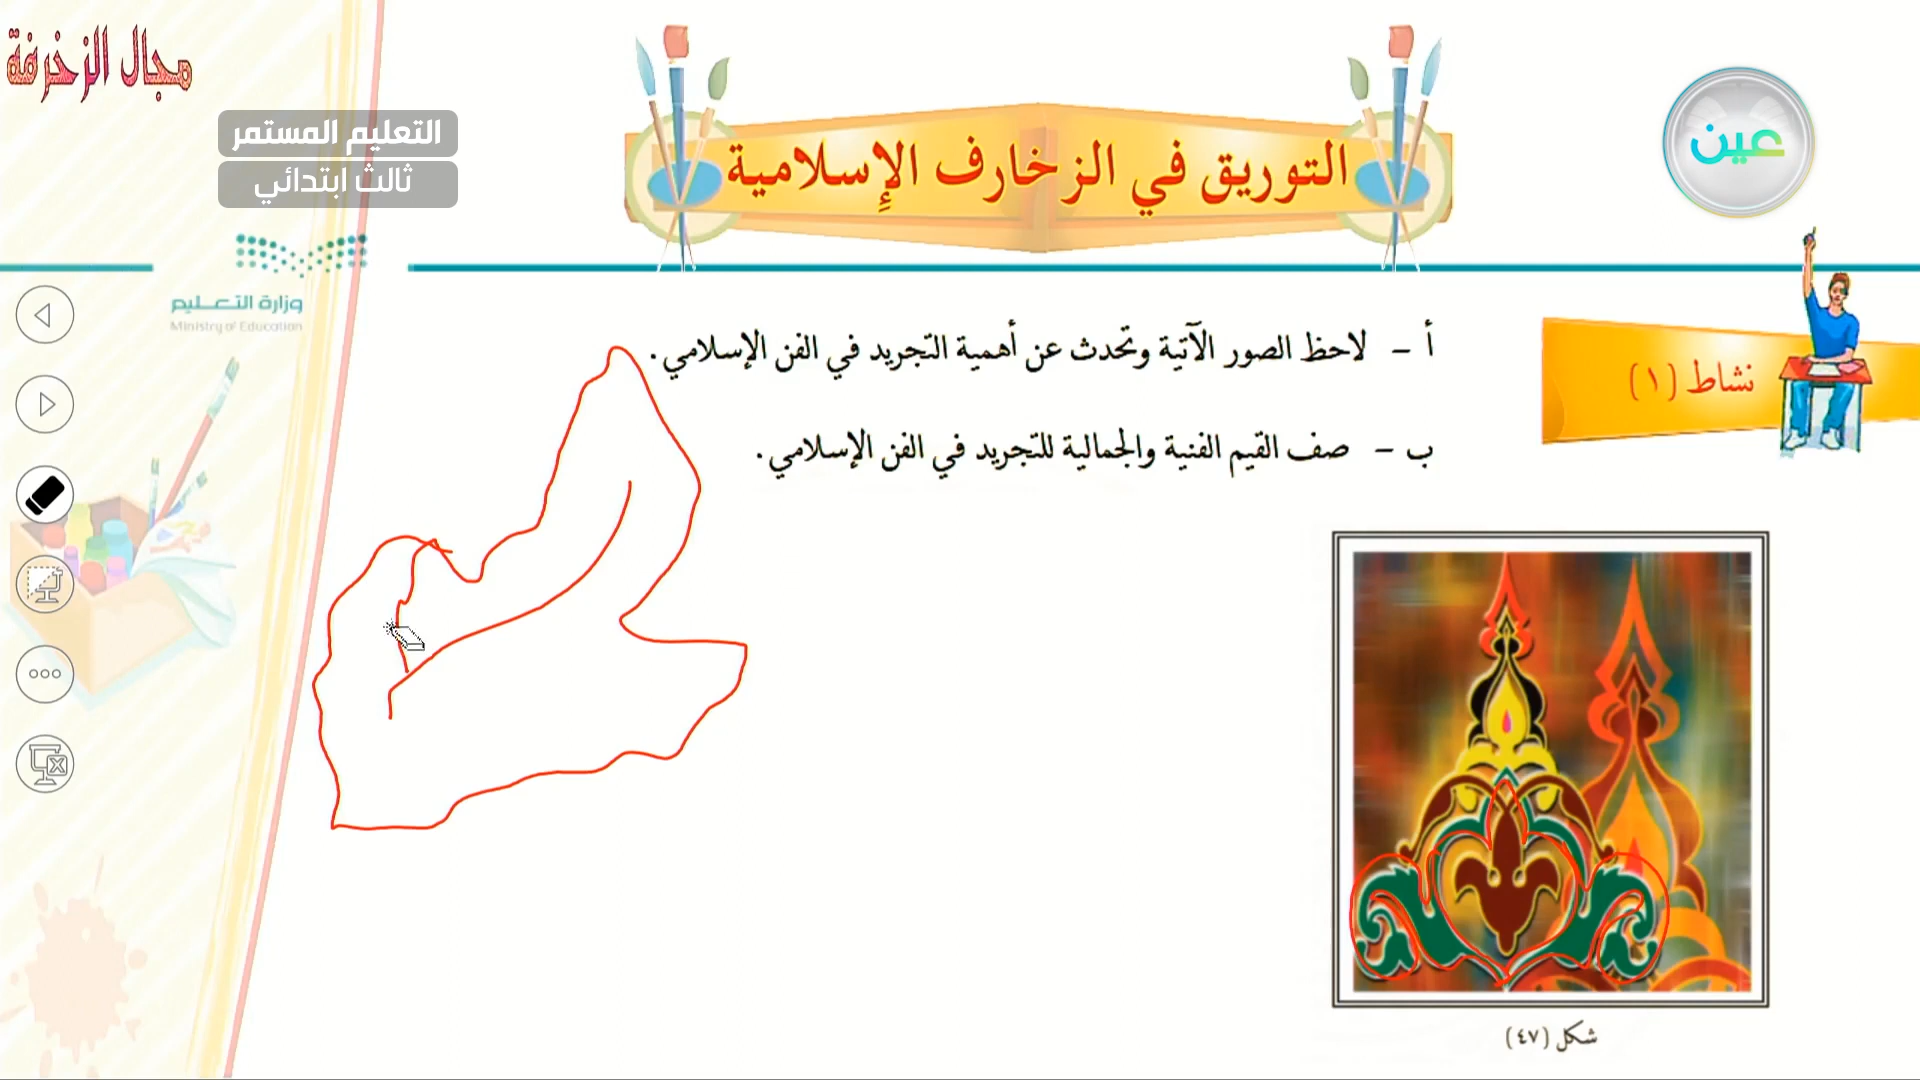 مجال الزخرفة
التعليم المستمر
ثالث ابتدائي
التوريق في الزخارف الإسلامية
عين
وزارة التعليم
Ministry of Education
نشاط (١)
أ - لاحظ الصور الآتية وتحدث عن أهمية التجريد في الفن الإسلامي.
ب - صف القيم الفنية والجمالية للتجريد في الفن الإسلامي.
شكل (٤٧)